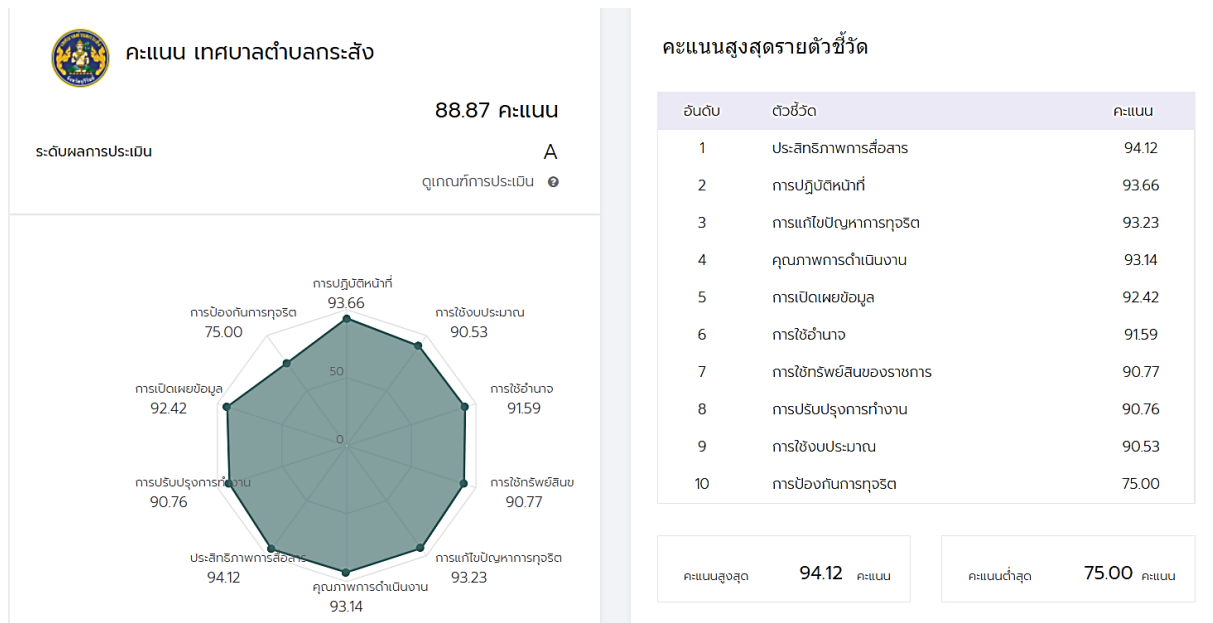 คะแนน เทศบาลตำบลกระสัง
88.87 คะแนน
ระดับผลการประเมิน A
ดูเกณฑ์การประเมิน ?
การปฏิบัติหน้าที่
93.66
การป้องกันการทุจริต
75.00
การใช้งบประมาณ
90.53
50
การเปิดเผยข้อมูล
92.42
การใช้อำนาจ
91.59
0
การปรับปรุงการทำงาน
90.76
การใช้ทรัพย์สินข
90.77
ประสิทธิภาพการสื่อสาร
94.12
การแก้ไขปัญหาการทุจริต
93.23
คุณภาพการดำเนินงาน
93.14
คะแนนสูงสุดรายตัวชี้วัด
อันดับ ตัวชี้วัด คะแนน
1 ประสิทธิภาพการสื่อสาร 94.12
2 การปฏิบัติหน้าที่ 93.66
3 การแก้ไขปัญหาการทุจริต 93.23
4 คุณภาพการดำเนินงาน 93.14
5 การเปิดเผยข้อมูล 92.42
6 การใช้อำนาจ 91.59
7 การใช้ทรัพย์สินของราชการ 90.77
8 การปรับปรุงการทำงาน 90.76
9 การใช้งบประมาณ 90.53
10 การป้องกันการทุจริต 75.00
คะแนนสูงสุด 94.12 คะแนน
คะแนนต่ำสุด 75.00 คะแนน